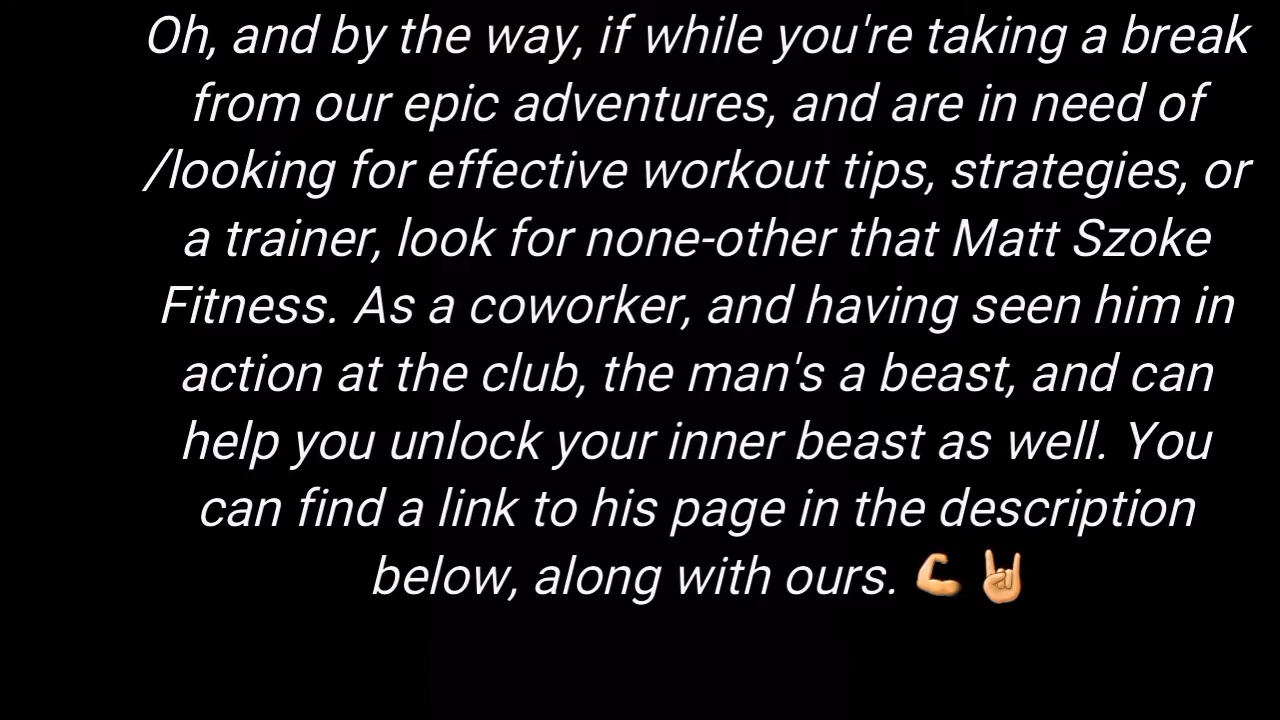 Oh, and by the way, if while you're taking a break
from our epic adventures, and are in need of
/looking for effective workout tips, strategies, or
a trainer, look for none-other that Matt Szoke
Fitness. As a coworker, and having seen him in
action at the club, the man's a beast, and can
help you unlock your inner beast as well. You
can find a link to his page in the description
below, along with ours. 💪🤘